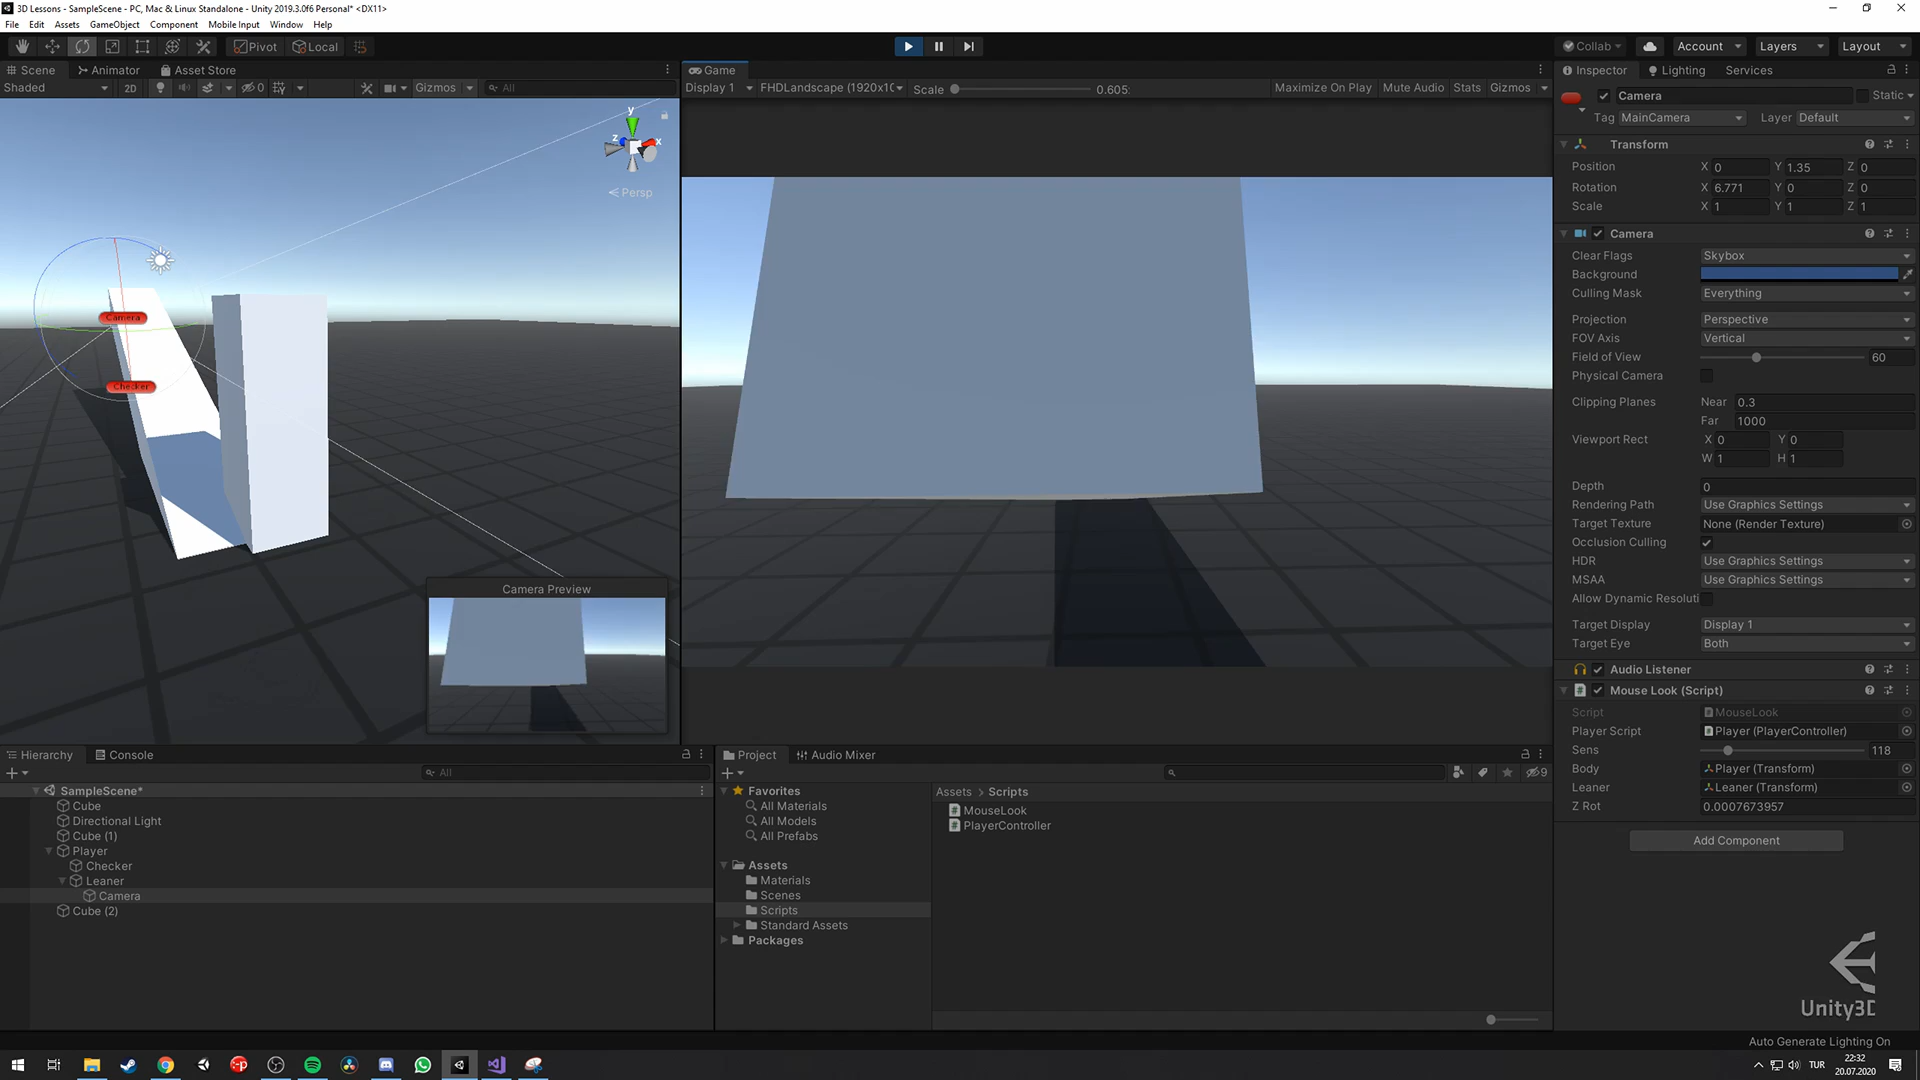 3D Lessons - SampleScene - PC, Mac & Linux Standalone - Unity 2019.3.0f6 Personal* <DX11>
File Edit Assets GameObject Component Mobile Input Window Help
Pivot Local Collab Account Layers Layout
Scene Animator Asset Store
Shaded 2D 0 Gizmos All
y
z x
Persp
Camera
Checker
Camera Preview
Game
Display 1 FHDLandscape (1920x1 Scale 0.605: Maximize On Play Mute Audio Stats Gizmos
Inspector Lighting Services
Camera Static
Tag MainCamera Layer Default
Transform
Position X 0 Y 1.35 Z 0
Rotation X 6.771 Y 0 Z 0
Scale X 1 Y 1 Z 1
Camera
Clear Flags Skybox
Background
Culling Mask Everything
Projection Perspective
FOV Axis Vertical
Field of View 60
Physical Camera
Clipping Planes Near 0.3
Far 1000
Viewport Rect X 0 Y 0
W 1 H 1
Depth 0
Rendering Path Use Graphics Settings
Target Texture None (Render Texture)
Occlusion Culling
HDR Use Graphics Settings
MSAA Use Graphics Settings
Allow Dynamic Resoluti
Target Display Display 1
Target Eye Both
Audio Listener
# Mouse Look (Script)
Script MouseLook
Player Script Player (PlayerController)
Sens 118
Body Player (Transform)
Leaner Leaner (Transform)
Z Rot 0.0007673957
Add Component
Hierarchy Console
+ All
SampleScene*
Cube
Directional Light
Cube (1)
Player
Checker
Leaner
Camera
Cube (2)
Project Audio Mixer
+ 9
Favorites
All Materials
All Models
All Prefabs
Assets
Materials
Scenes
Scripts
Standard Assets
Packages
Assets > Scripts
# MouseLook
# PlayerController
Unity3D
Auto Generate Lighting On
TUR 22:32
20.07.2020